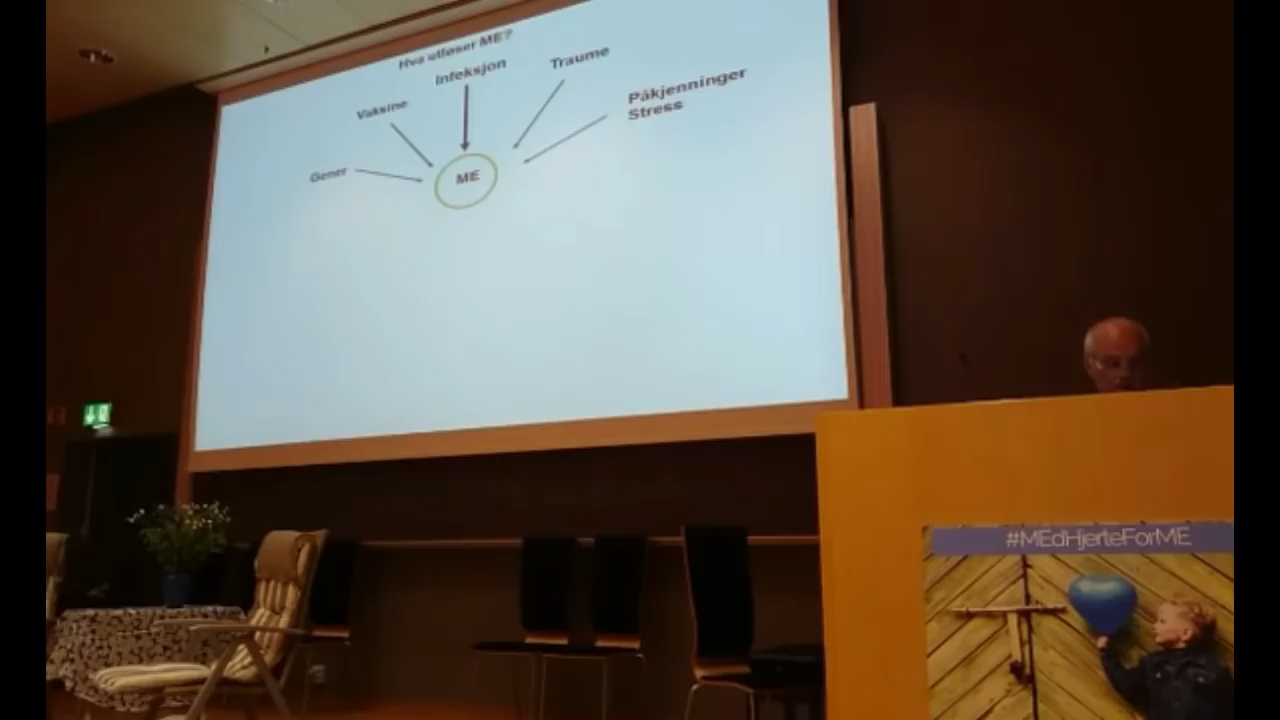 Hva utløser ME?
Infeksjon
Traume
Vaksine
Påkjenninger
Stress
Gener
ME
#MEdHjerteForME